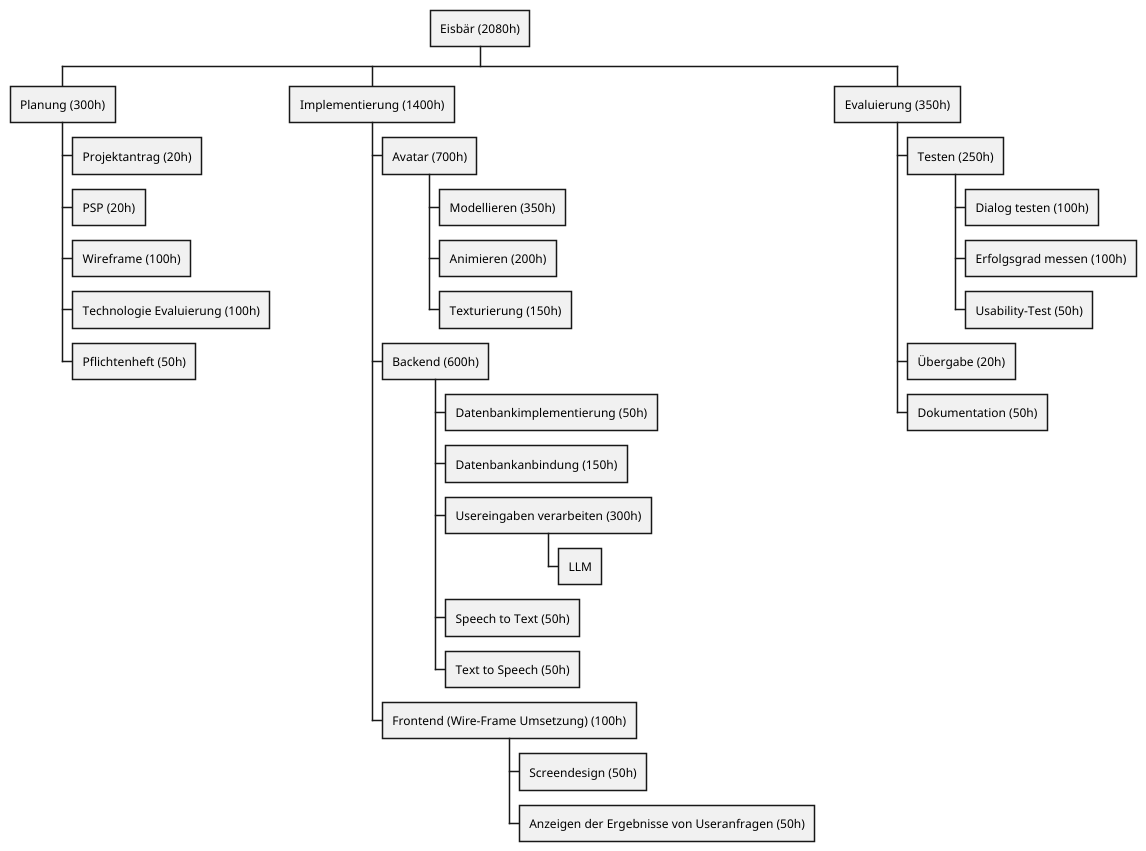 Eisbär (2080h)
Planung (300h)
Projektantrag (20h)
PSP (20h)
Wireframe (100h)
Technologie Evaluierung (100h)
Pflichtenheft (50h)
Implementierung (1400h)
Avatar (700h)
Modellieren (350h)
Animieren (200h)
Texturierung (150h)
Backend (600h)
Datenbankimplementierung (50h)
Datenbankanbindung (150h)
Usereingaben verarbeiten (300h)
LLM
Speech to Text (50h)
Text to Speech (50h)
Frontend (Wire-Frame Umsetzung) (100h)
Screendesign (50h)
Anzeigen der Ergebnisse von Useranfragen (50h)
Evaluierung (350h)
Testen (250h)
Dialog testen (100h)
Erfolgsgrad messen (100h)
Usability-Test (50h)
Übergabe (20h)
Dokumentation (50h)